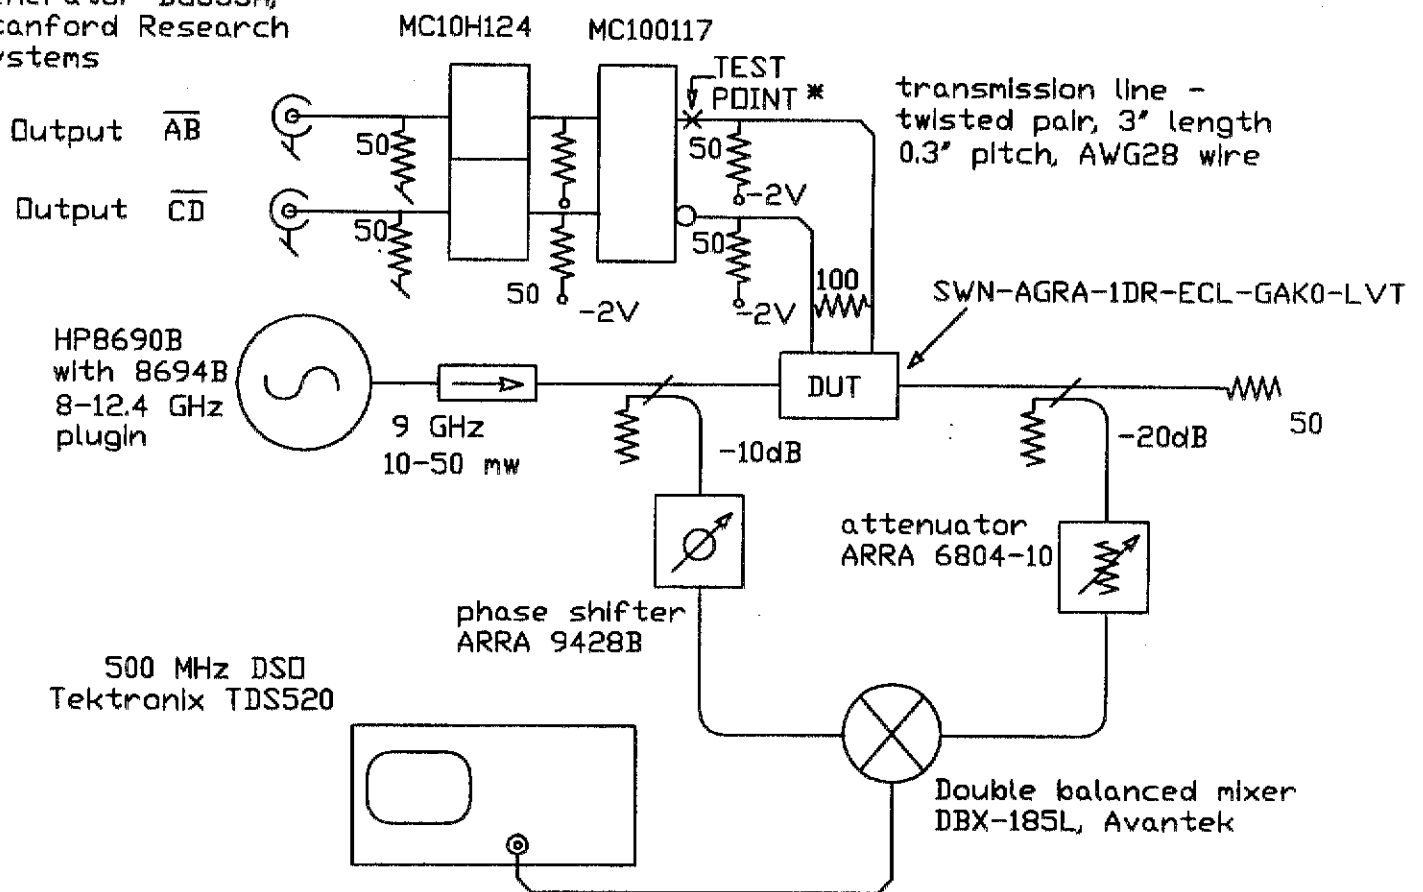 Stanford Research
Systems
MC10H124
MC100117
TEST
POINT *
transmission line -
twisted pair, 3" length
0.3" pitch, AWG28 wire
Output AB
50
50
-2V
Output CD
50
50
-2V
50
-2V
100
SWN-AGRA-1DR-ECL-GAK0-LVT
HP8690B
with 8694B
8-12.4 GHz
plugin
9 GHz
10-50 mw
DUT
50
-10dB
-20dB
attenuator
ARRA 6804-10
phase shifter
ARRA 9428B
500 MHz DSO
Tektronix TDS520
Double balanced mixer
DBX-185L, Avantek